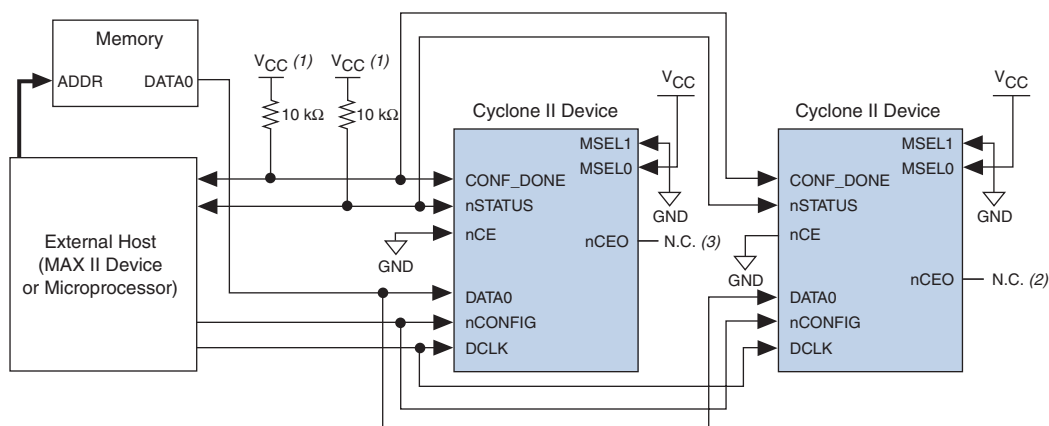 Memory
ADDR DATA0
VCC (1)
10 kΩ
VCC (1)
10 kΩ
External Host
(MAX II Device
or Microprocessor)
Cyclone II Device
MSEL1
MSEL0
CONF_DONE
nSTATUS
nCE
nCEO
DATA0
nCONFIG
DCLK
VCC
GND
GND
N.C. (3)
Cyclone II Device
MSEL1
MSEL0
CONF_DONE
nSTATUS
nCE
nCEO
DATA0
nCONFIG
DCLK
VCC
GND
GND
N.C. (2)